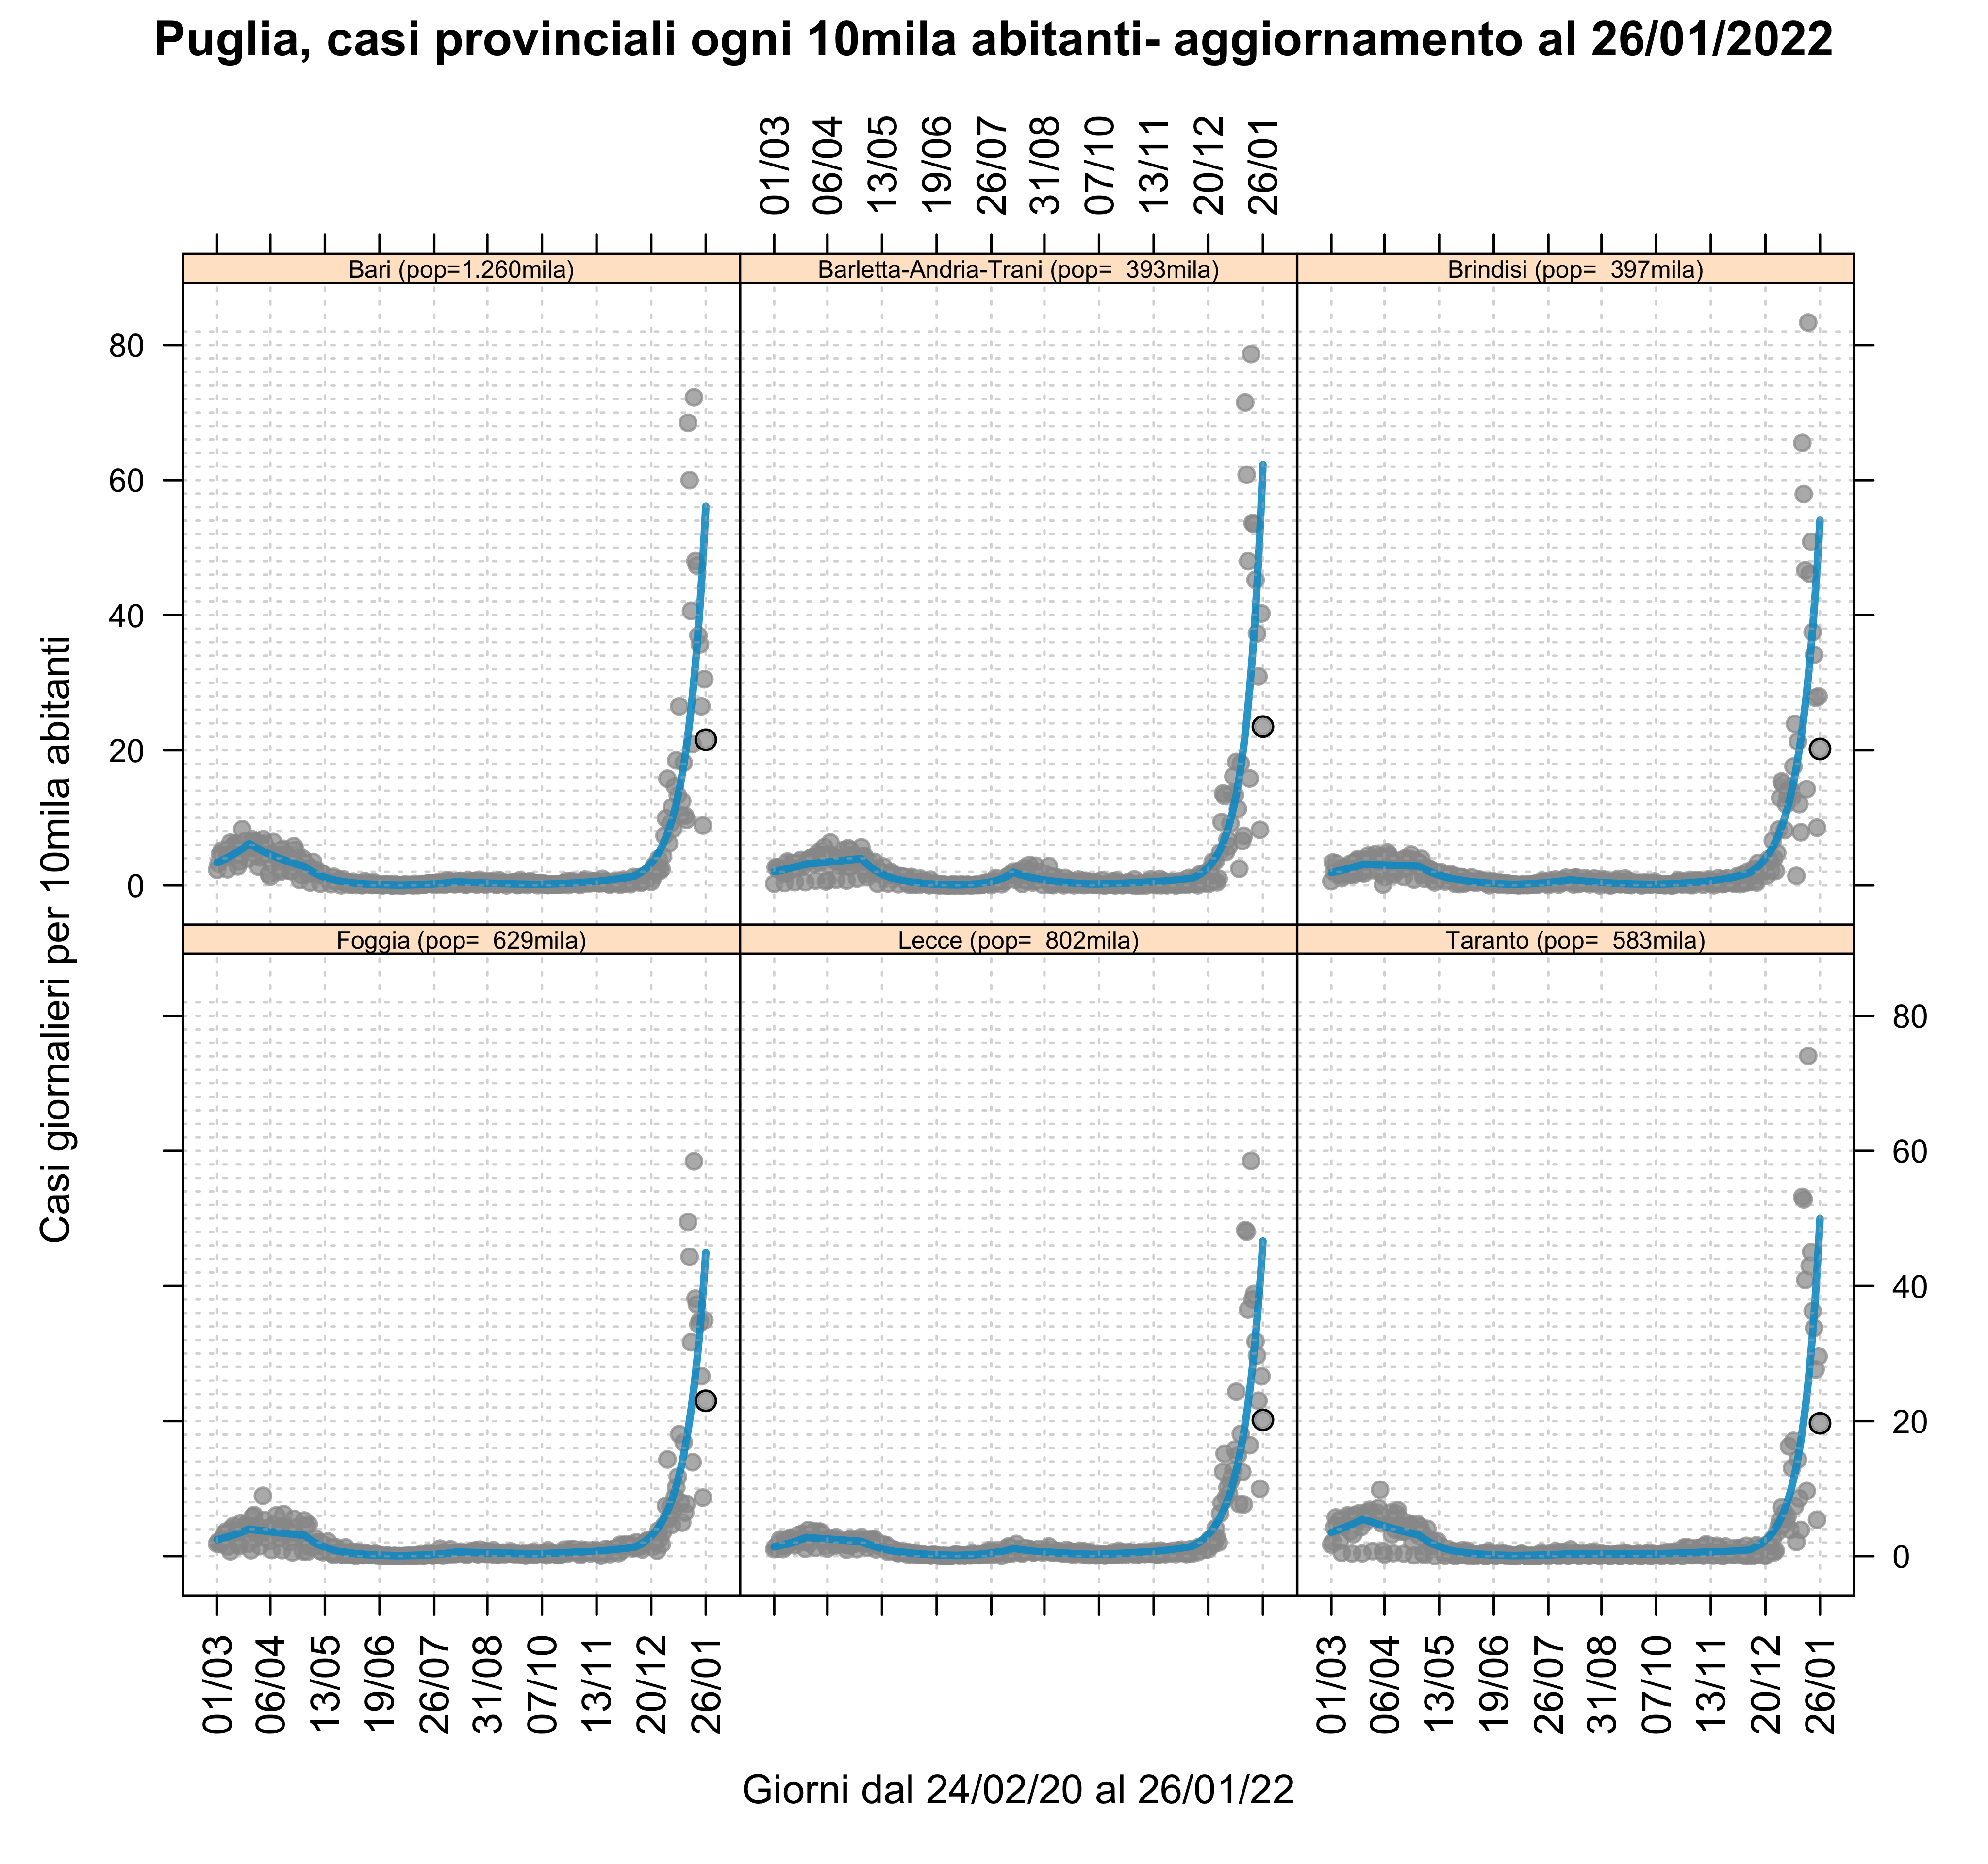 Puglia, casi provinciali ogni 10mila abitanti- aggiornamento al 26/01/2022
01/03 06/04 13/05 19/06 26/07 31/08 07/10 13/11 20/12 26/01
Bari (pop=1.260mila)
Barletta-Andria-Trani (pop=  393mila)
Brindisi (pop=  397mila)
80
60
40
20
0
Casi giornalieri per 10mila abitanti
Foggia (pop=  629mila)
Lecce (pop=  802mila)
Taranto (pop=  583mila)
80
60
40
20
0
01/03 06/04 13/05 19/06 26/07 31/08 07/10 13/11 20/12 26/01
01/03 06/04 13/05 19/06 26/07 31/08 07/10 13/11 20/12 26/01
Giorni dal 24/02/20 al 26/01/22